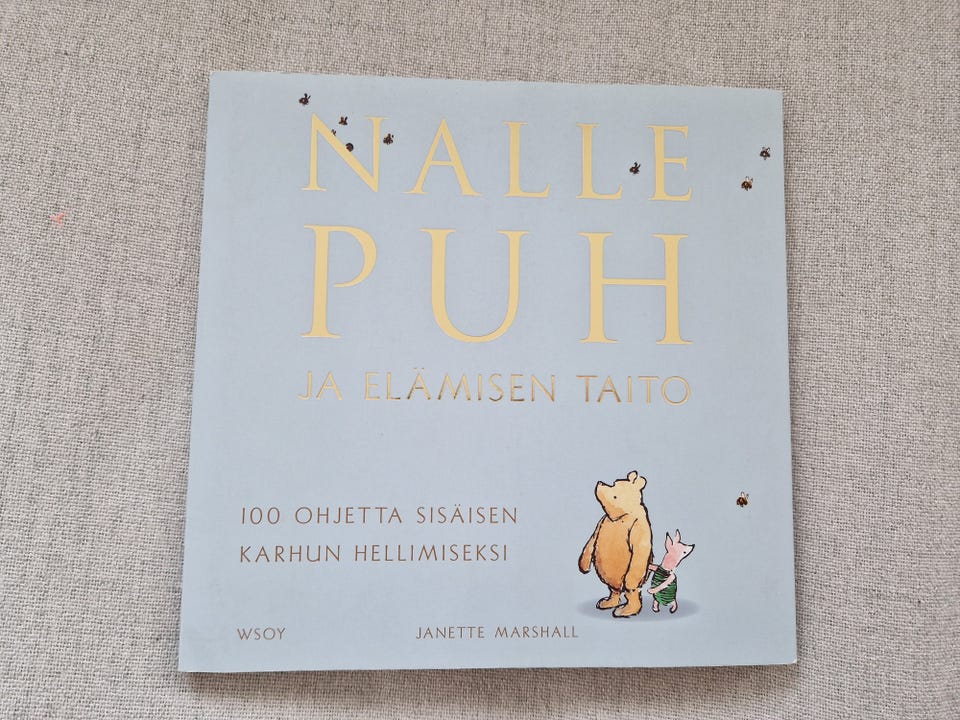 NALLE
PUH
JA ELÄMISEN TAITO
100 OHJETTA SISÄISEN
KARHUN HELLIMISEKSI
WSOY JANETTE MARSHALL